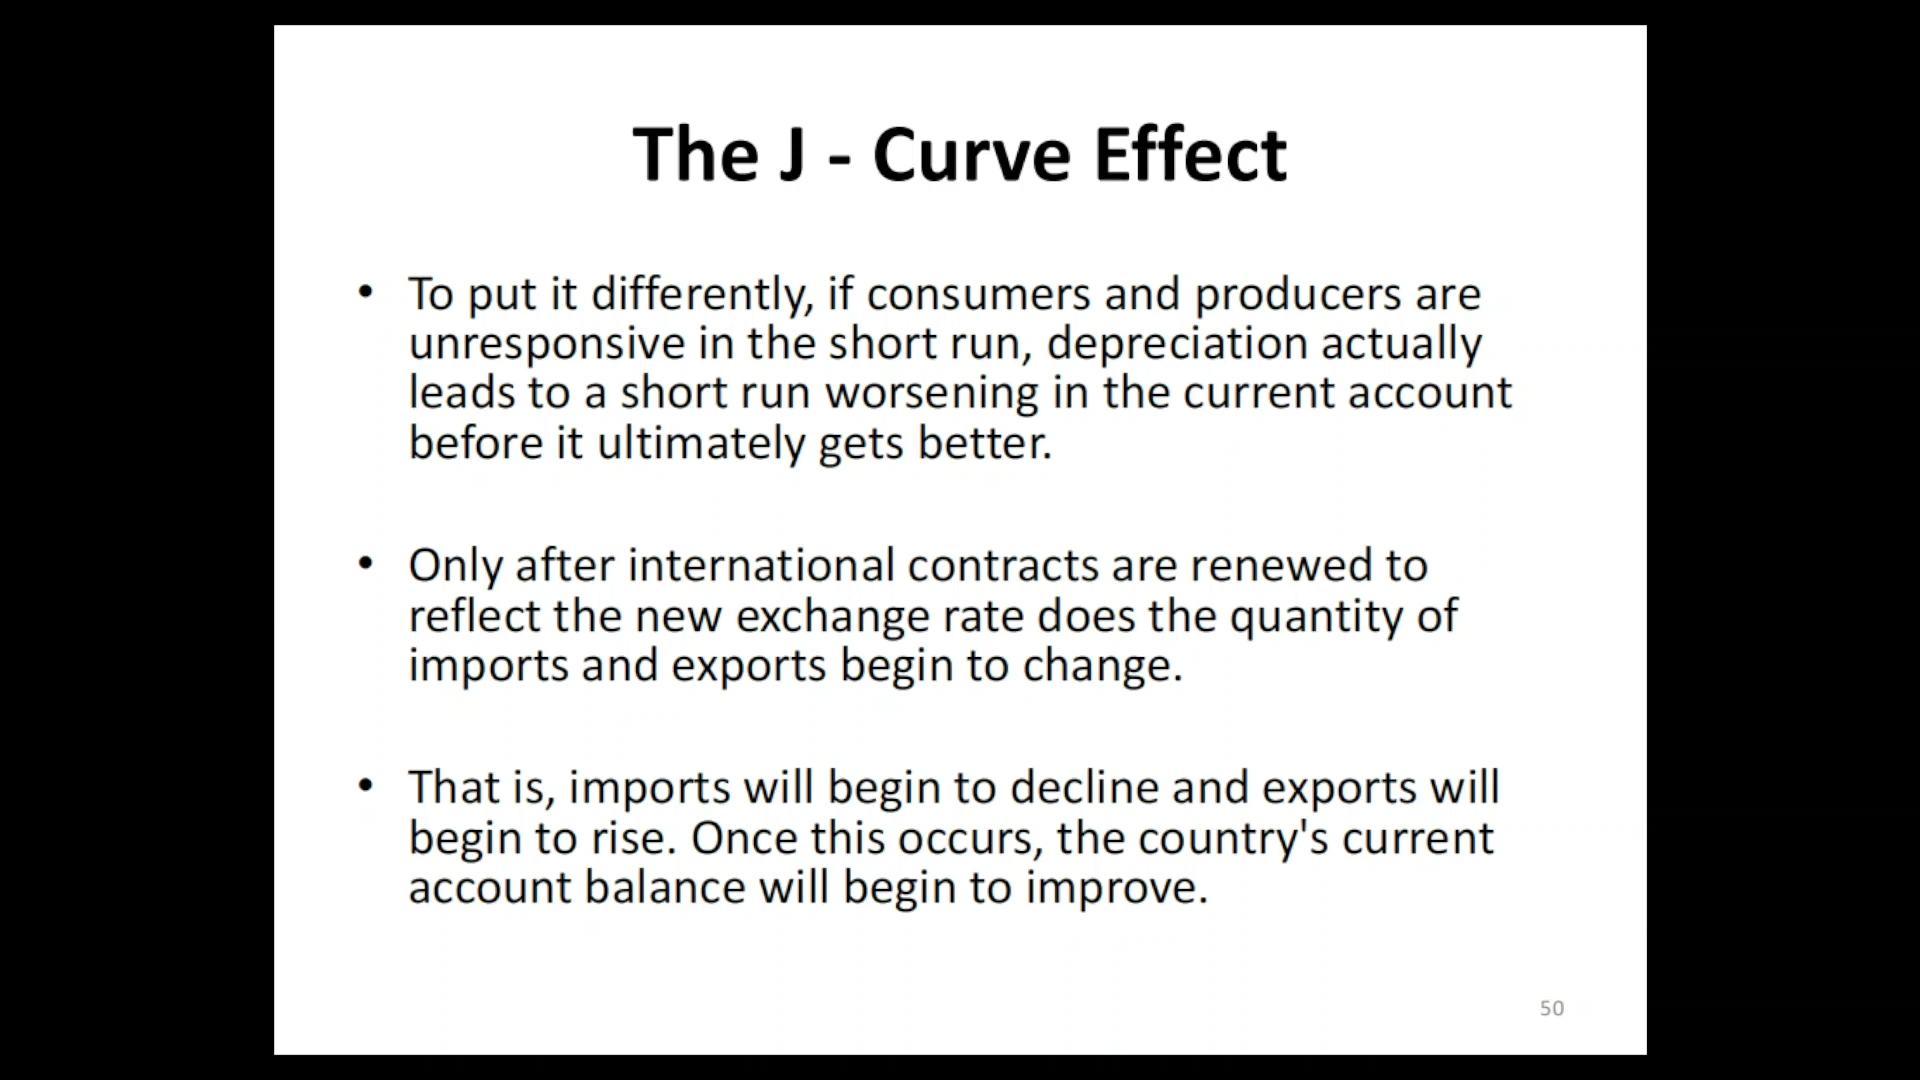 The J - Curve Effect
• To put it differently, if consumers and producers are
unresponsive in the short run, depreciation actually
leads to a short run worsening in the current account
before it ultimately gets better.
• Only after international contracts are renewed to
reflect the new exchange rate does the quantity of
imports and exports begin to change.
• That is, imports will begin to decline and exports will
begin to rise. Once this occurs, the country's current
account balance will begin to improve.
50